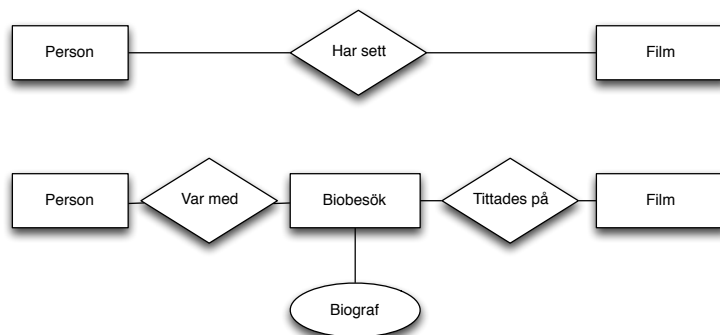 Person
Har sett
Film
Person
Var med
Biobesök
Tittades på
Film
Biograf